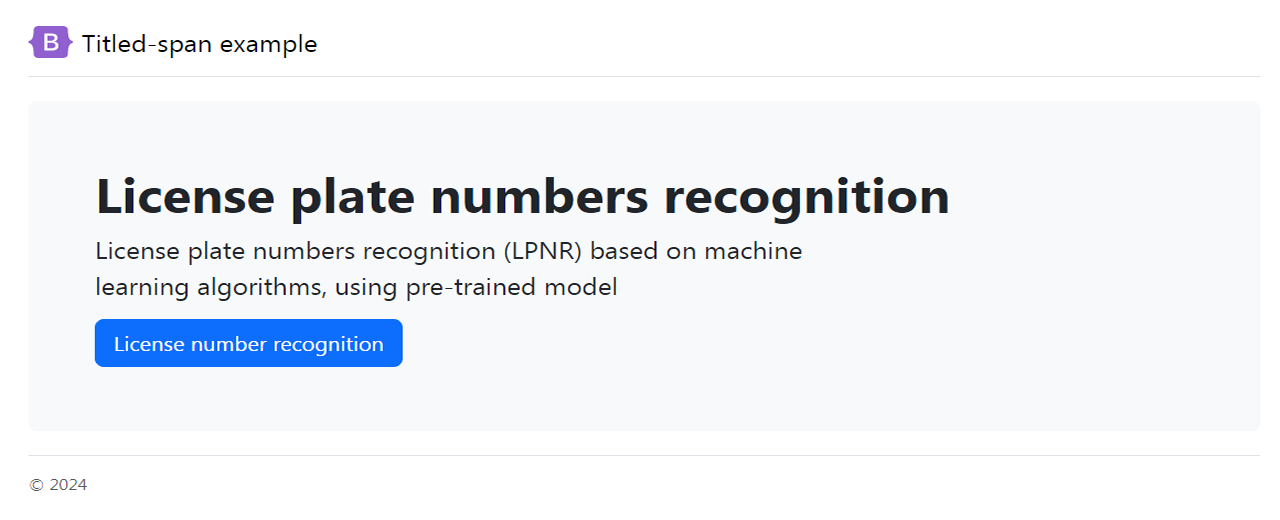 B Titled-span example
License plate numbers recognition
License plate numbers recognition (LPNR) based on machine
learning algorithms, using pre-trained model
License number recognition
© 2024